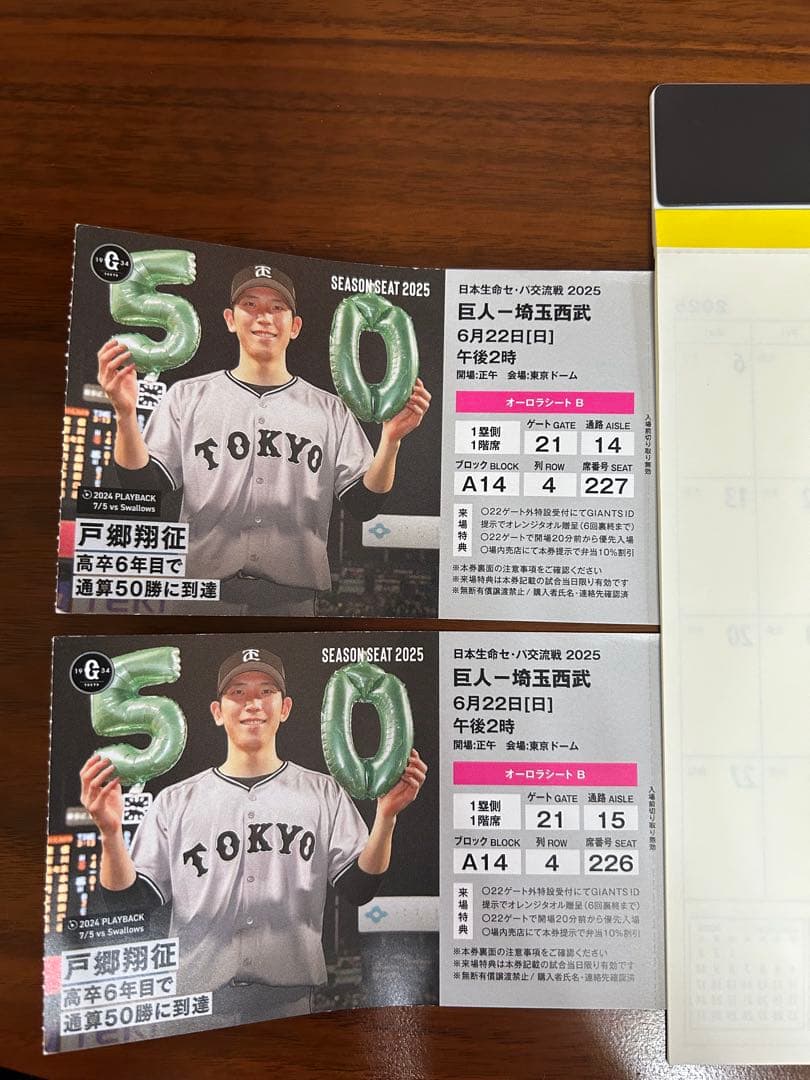 19 G 34
TOKYO
5 0
TC
SEASON SEAT 2025
TOKYO
2024 PLAYBACK
7/5 vs Swallows
戸郷翔征
高卒6年目で
通算50勝に到達
日本生命セ・パ交流戦 2025
巨人ー埼玉西武
6月22日[日]
午後2時
開場:正午 会場:東京ドーム
オーロラシート B
1塁側
1階席
ゲート GATE 通路 AISLE
21 14
ブロック BLOCK 列 ROW 席番号 SEAT
A14 4 227
来場特典
○22ゲート外特設受付にてGIANTS ID
提示でオレンジタオル贈呈(6回裏終まで)
○22ゲートで開場20分前から優先入場
○場内売店にて本券提示で弁当10%割引
※本券裏面の注意事項をご確認ください
※来場特典は本券記載の試合当日限り有効です
※無断有償譲渡禁止/購入者氏名・連絡先確認済
入場前切り取り無効
19 G 34
TOKYO
5 0
TC
SEASON SEAT 2025
TOKYO
2024 PLAYBACK
7/5 vs Swallows
戸郷翔征
高卒6年目で
通算50勝に到達
日本生命セ・パ交流戦 2025
巨人ー埼玉西武
6月22日[日]
午後2時
開場:正午 会場:東京ドーム
オーロラシート B
1塁側
1階席
ゲート GATE 通路 AISLE
21 15
ブロック BLOCK 列 ROW 席番号 SEAT
A14 4 226
来場特典
○22ゲート外特設受付にてGIANTS ID
提示でオレンジタオル贈呈(6回裏終まで)
○22ゲートで開場20分前から優先入場
○場内売店にて本券提示で弁当10%割引
※本券裏面の注意事項をご確認ください
※来場特典は本券記載の試合当日限り有効です
※無断有償譲渡禁止/購入者氏名・連絡先確認済
入場前切り取り無効
2025
6
13
20
27